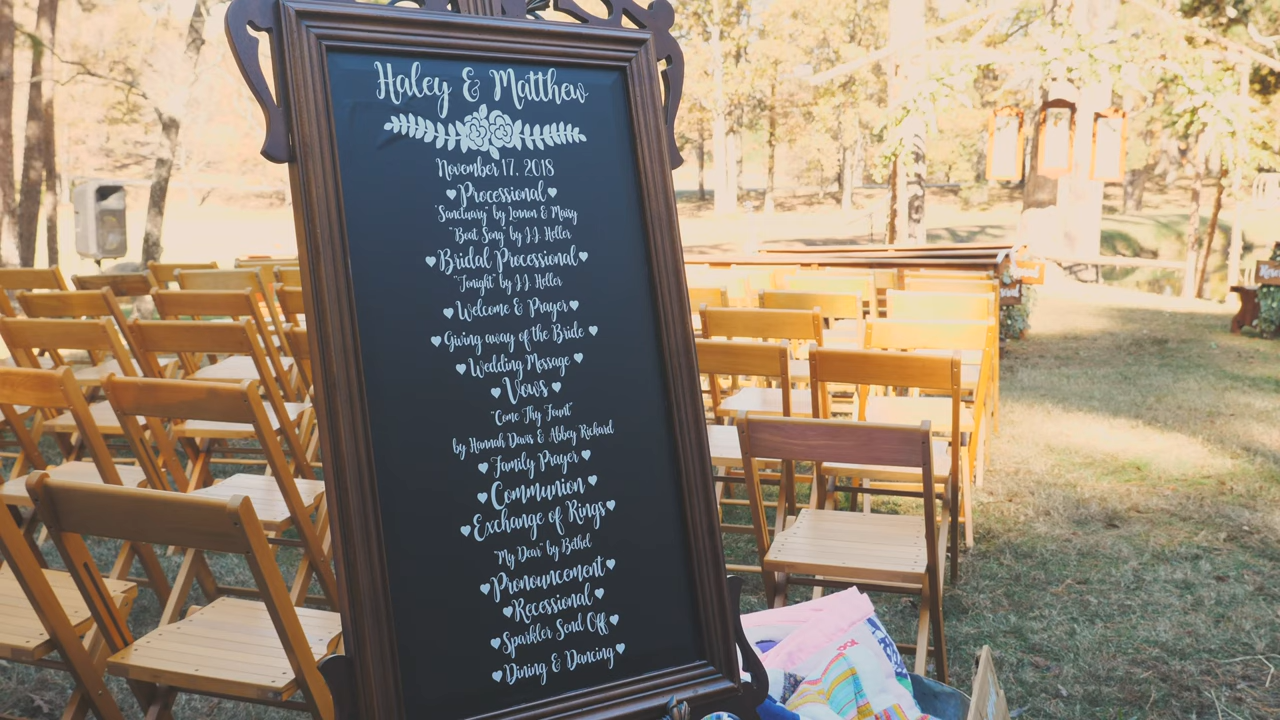 Haley & Matthew
November 17, 2018
Processional
"Sanctuary" by Lennon & Maisy
"Boat Song" by J.J. Heller
Bridal Processional
"Tonight" by J.J. Heller
Welcome & Prayer
Giving away of the Bride
Wedding Message
Vows
"Come Thy Fount"
by Hannah Davis & Abbey Rickard
Family Prayer
Communion
Exchange of Rings
"My Dear" by Bethel
Pronouncement
Recessional
Sparkler Send Off
Dining & Dancing